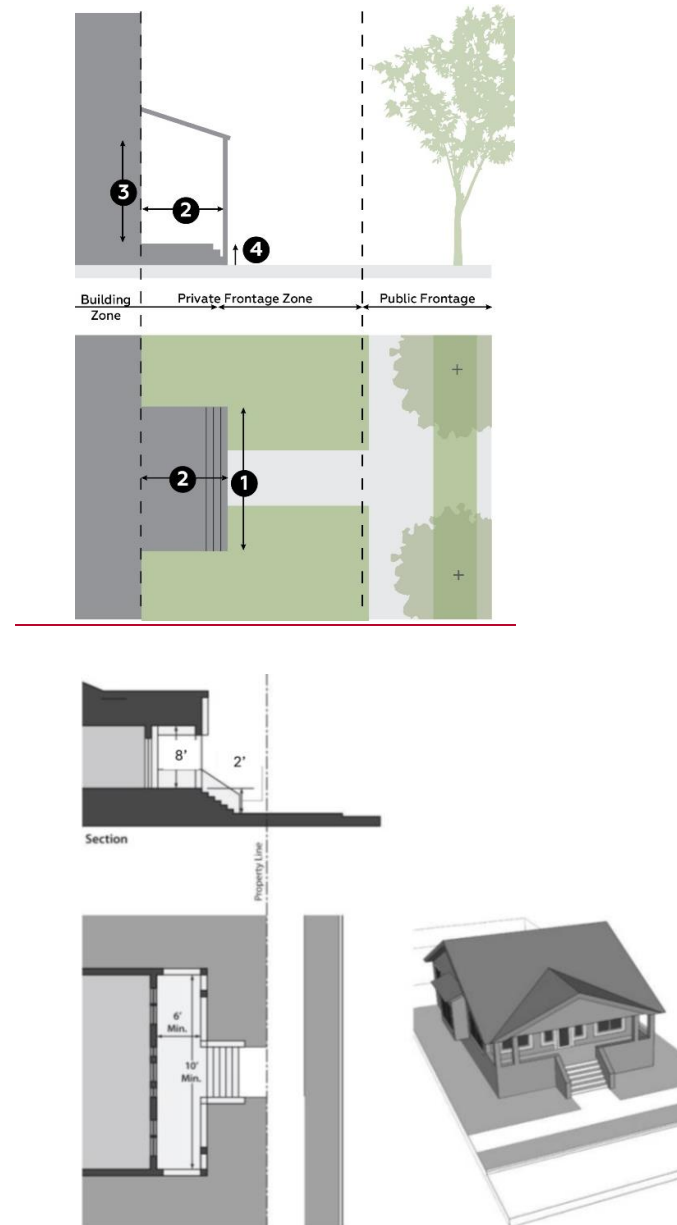 3
2
4
Building Private Frontage Zone Public Frontage
Zone
2
1
8'
2'
Section
Property Line
6'
Min.
10'
Min.